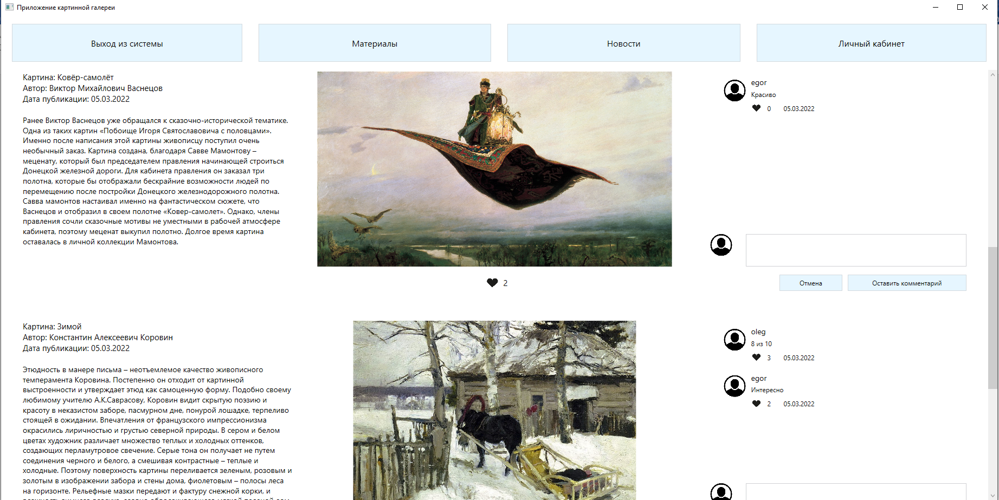 Приложение картинной галереи
Выход из системы
Материалы
Новости
Личный кабинет
Картина: Ковёр-самолёт
Автор: Виктор Михайлович Васнецов
Дата публикации: 05.03.2022
Ранее Виктор Васнецов уже обращался к сказочно-исторической тематике.
Одна из таких картин «Побоище Игоря Святославовича с половцами».
Именно после написания этой картины живописцу поступил очень
необычный заказ. Картина создана, благодаря Савве Мамонтову –
меценату, который был председателем правления начинающей строиться
Донецкой железной дороги. Для кабинета правления он заказал три
полотна, которые бы отображали бескрайние возможности людей по
перемещению после постройки Донецкого железнодорожного полотна.
Савва мамонтов настаивал именно на фантастическом сюжете, что
Васнецов и отобразил в своем полотне «Ковер-самолет». Однако, члены
правления сочли сказочные мотивы не уместными в рабочей атмосфере
кабинета, поэтому меценат выкупил полотно. Долгое время картина
оставалась в личной коллекции Мамонтова.
2
egor
Красиво
0 05.03.2022
Отмена
Оставить комментарий
Картина: Зимой
Автор: Константин Алексеевич Коровин
Дата публикации: 05.03.2022
Этюдность в манере письма – неотъемлемое качество живописного
темперамента Коровина. Постепенно он отходит от картинной
выстроенности и утверждает этюд как самоценную форму. Подобно своему
любимому учителю А.К.Саврасову, Коровин видит скрытую поэзию и
красоту в неказистом заборе, пасмурном дне, понурой лошадке, терпеливо
стоящей в ожидании. Впечатления от французского импрессионизма
окрасились лиричностью и грустью северной природы. В сером и белом
цветах художник различает множество теплых и холодных оттенков,
создающих перламутровое свечение. Серые тона он получает не путем
соединения черного и белого, а смешивая контрастные – теплые и
холодные. Поэтому поверхность картины переливается зеленым, розовым и
золотым в изображении забора и стены дома, фиолетовым – полосы леса
на горизонте. Рельефные мазки передают и фактуру снежной корки, и
oleg
8 из 10
3 05.03.2022
egor
Интересно
2 05.03.2022